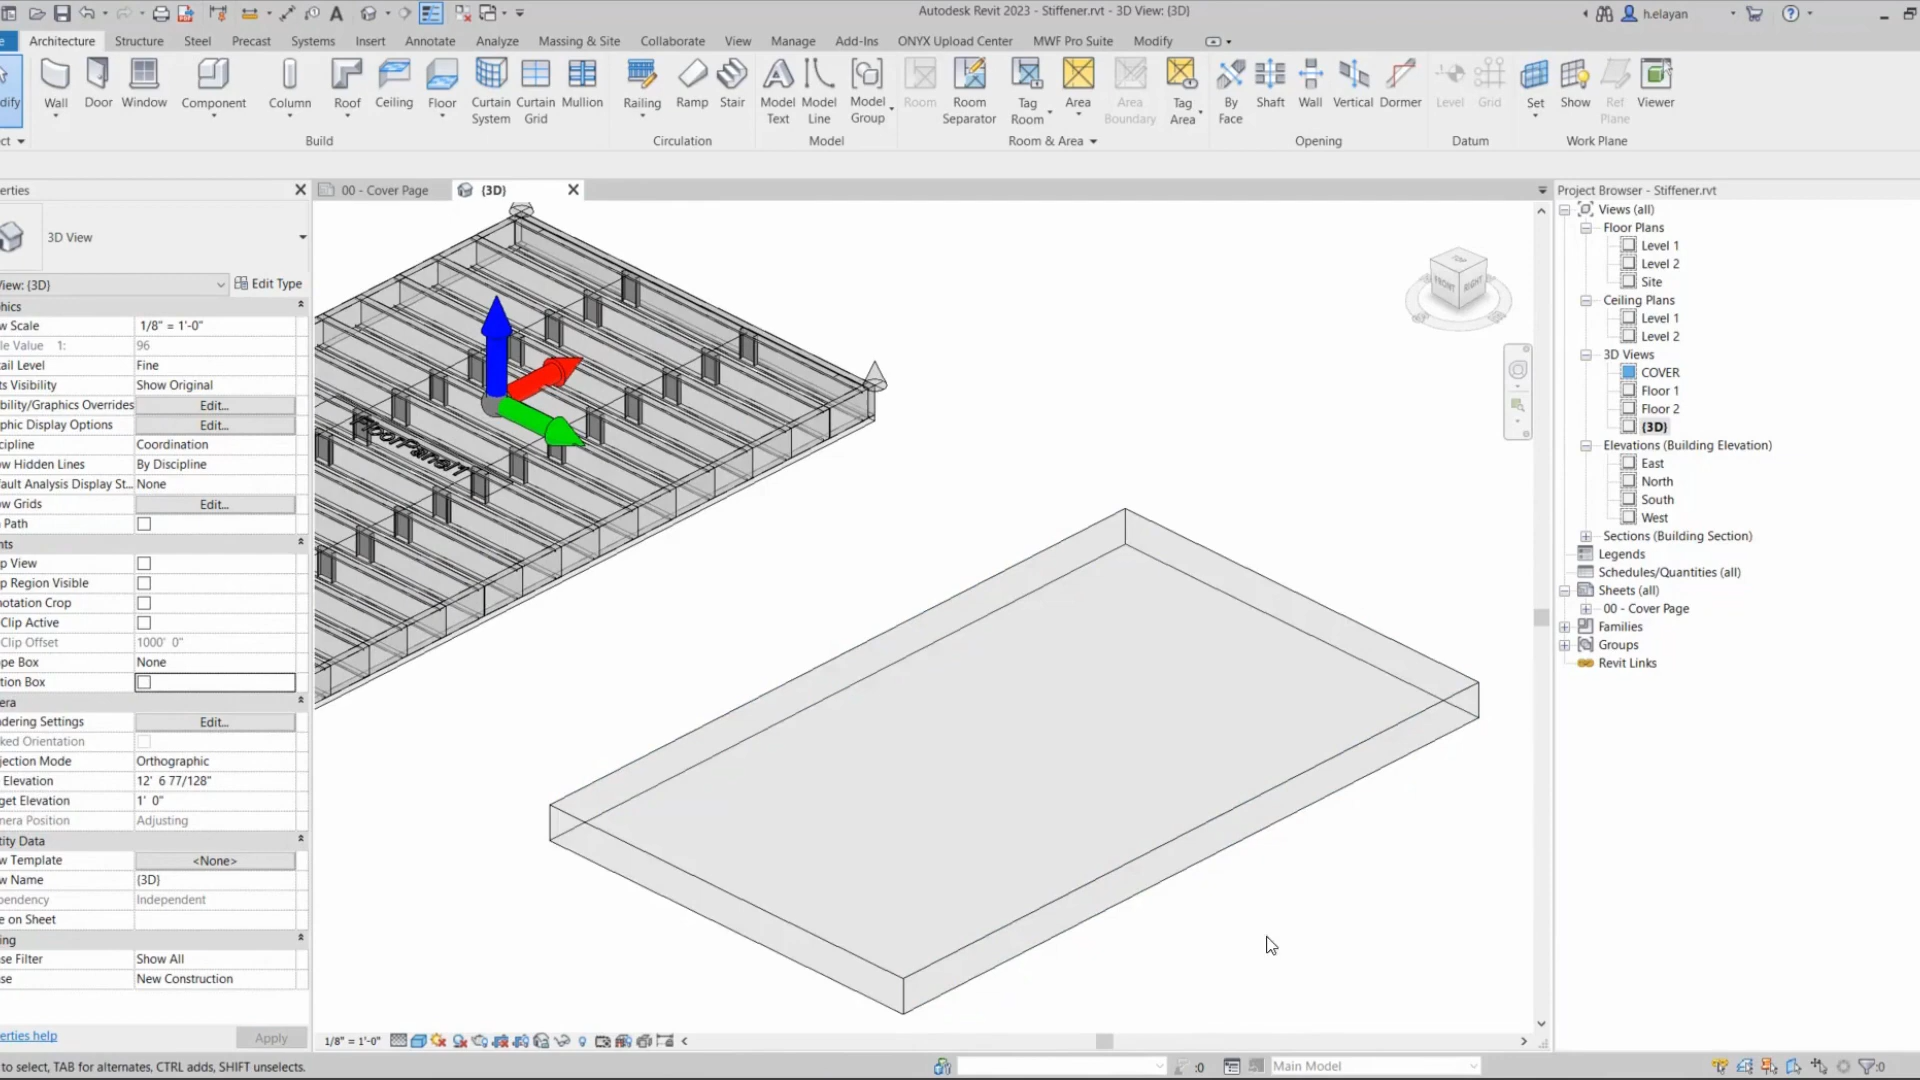 Autodesk Revit 2023 - Stiffener.rvt - 3D View: {3D}
h.elayan
Architecture Structure Steel Precast Systems Insert Annotate Analyze Massing & Site Collaborate View Manage Add-Ins ONYX Upload Center MWF Pro Suite Modify
dify Wall Door Window Component Column Roof Ceiling Floor Curtain System Curtain Grid Mullion Railing Ramp Stair Model Text Model Line Model Group Room Room Separator Tag Room Area Area Boundary Tag Area By Face Shaft Wall Vertical Dormer Level Grid Set Show Ref Plane Viewer
ct Build Circulation Model Room & Area Opening Datum Work Plane
erties
00 - Cover Page
{3D}
Project Browser - Stiffener.rvt
3D View
iew: {3D}
Edit Type
hics
w Scale 1/8" = 1'-0"
le Value 1: 96
ail Level Fine
ts Visibility Show Original
bility/Graphics Overrides Edit...
phic Display Options Edit...
cipline Coordination
ow Hidden Lines By Discipline
fault Analysis Display St... None
ow Grids Edit...
Path
nts
p View
p Region Visible
notation Crop
Clip Active
Clip Offset 1000' 0"
pe Box None
tion Box
era
dering Settings Edit...
ked Orientation
jection Mode Orthographic
Elevation 12' 6 77/128"
get Elevation 1' 0"
nera Position Adjusting
tity Data
w Template <None>
w Name {3D}
pendency Independent
e on Sheet
ing
se Filter Show All
se New Construction
erties help
Apply
TOP
FRONT
RIGHT
Views (all)
Floor Plans
Level 1
Level 2
Site
Ceiling Plans
Level 1
Level 2
3D Views
COVER
Floor 1
Floor 2
{3D}
Elevations (Building Elevation)
East
North
South
West
Sections (Building Section)
Legends
Schedules/Quantities (all)
Sheets (all)
00 - Cover Page
Families
Groups
Revit Links
1/8" = 1'-0"
to select, TAB for alternates, CTRL adds, SHIFT unselects.
:0
Main Model
:0